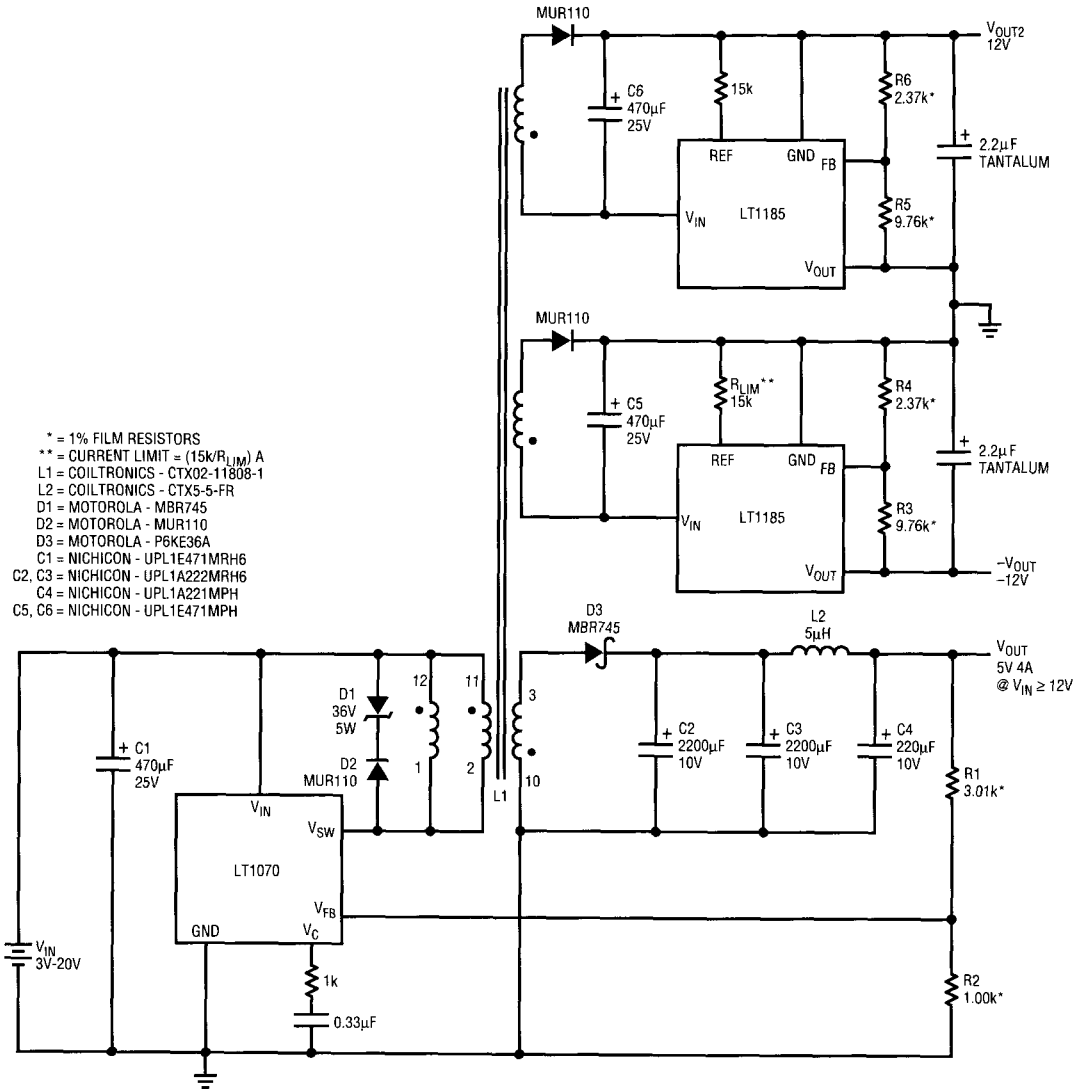 MUR110
VOUT2
12V
+ C6
470µF
25V
15k
R6
2.37k*
+
2.2µF
TANTALUM
REF
GND
FB
VIN
LT1185
R5
9.76k*
VOUT
MUR110
+ C5
470µF
25V
RLIM**
15k
R4
2.37k*
+
2.2µF
TANTALUM
REF
GND
FB
VIN
LT1185
R3
9.76k*
VOUT
–VOUT
–12V
* = 1% FILM RESISTORS
** = CURRENT LIMIT = (15k/RLIM) A
L1 = COILTRONICS - CTX02-11808-1
L2 = COILTRONICS - CTX5-5-FR
D1 = MOTOROLA - MBR745
D2 = MOTOROLA - MUR110
D3 = MOTOROLA - P6KE36A
C1 = NICHICON - UPL1E471MRH6
C2, C3 = NICHICON - UPL1A222MRH6
C4 = NICHICON - UPL1A221MPH
C5, C6 = NICHICON - UPL1E471MPH
D3
MBR745
L2
5µH
VOUT
5V 4A
@ VIN ≥ 12V
D1
36V
5W
12
11
3
D2
MUR110
1
2
10
L1
+ C1
470µF
25V
+ C2
2200µF
10V
+ C3
2200µF
10V
+ C4
220µF
10V
R1
3.01k*
VIN
VSW
LT1070
VFB
GND
VC
VIN
3V-20V
1k
0.33µF
R2
1.00k*